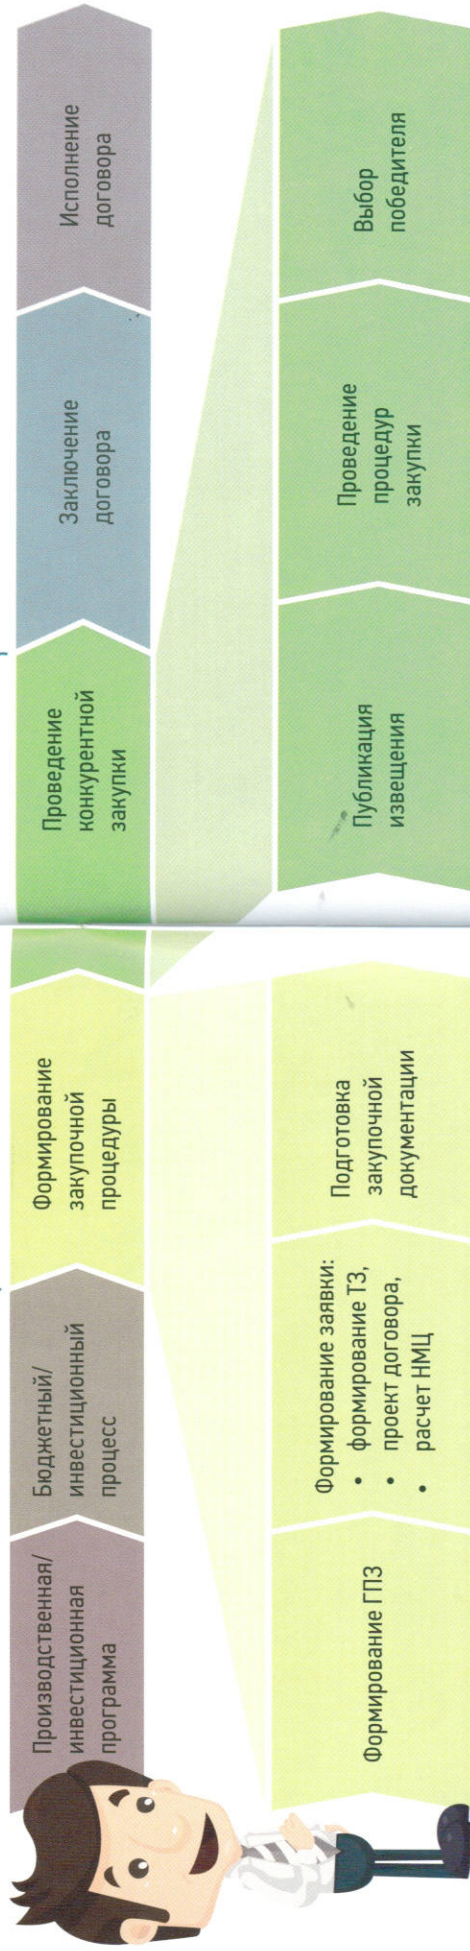 Производственная/
инвестиционная
программа
Бюджетный/
инвестиционный
процесс
Формирование
закупочной
процедуры
Проведение
конкурентной
закупки
Заключение
договора
Исполнение
договора
Формирование ГПЗ
Формирование заявки:
• формирование ТЗ,
• проект договора,
• расчет НМЦ
Подготовка
закупочной
документации
Публикация
извещения
Проведение
процедур
закупки
Выбор
победителя